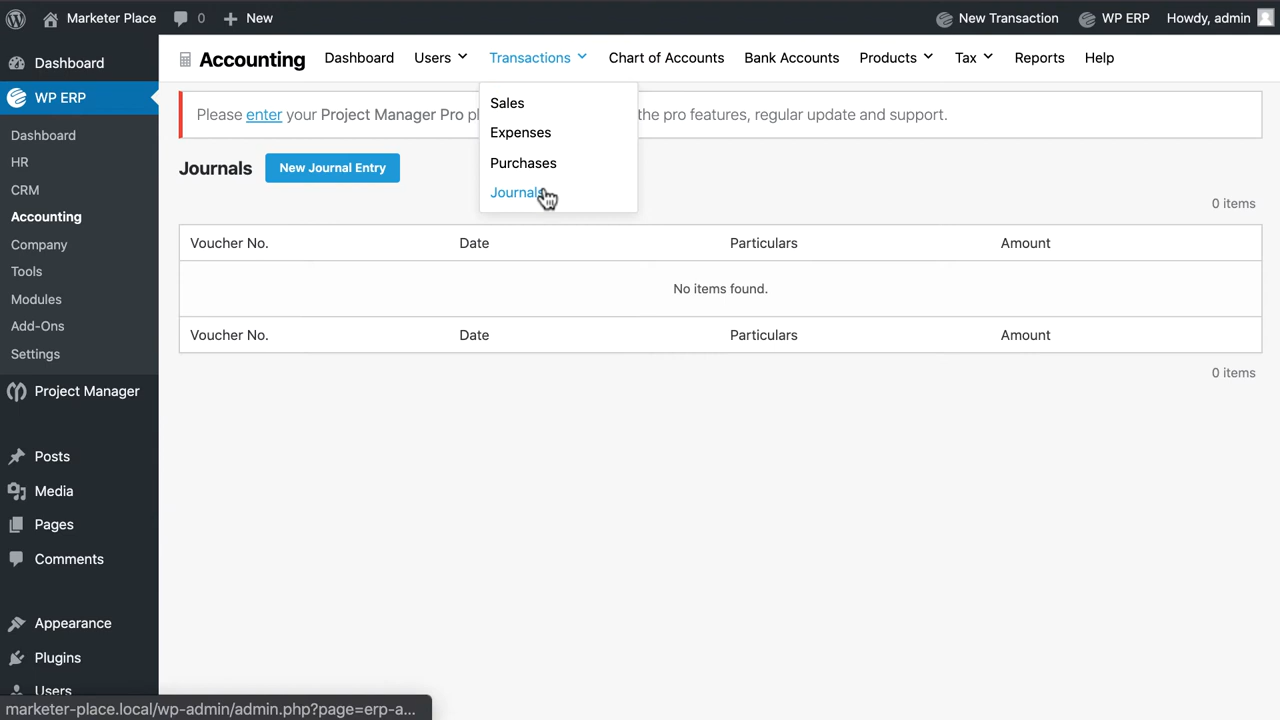 Marketer Place 0 New New Transaction WP ERP Howdy, admin
Dashboard
WP ERP
Dashboard
HR
CRM
Accounting
Company
Tools
Modules
Add-Ons
Settings
Project Manager
Posts
Media
Pages
Comments
Appearance
Plugins
Users
Accounting Dashboard Users Transactions Chart of Accounts Bank Accounts Products Tax Reports Help
Sales
Expenses
Purchases
Journals
Please enter your Project Manager Pro the pro features, regular update and support.
Journals New Journal Entry
0 items
Voucher No. Date Particulars Amount
No items found.
Voucher No. Date Particulars Amount
0 items
marketer-place.local/wp-admin/admin.php?page=erp-a...